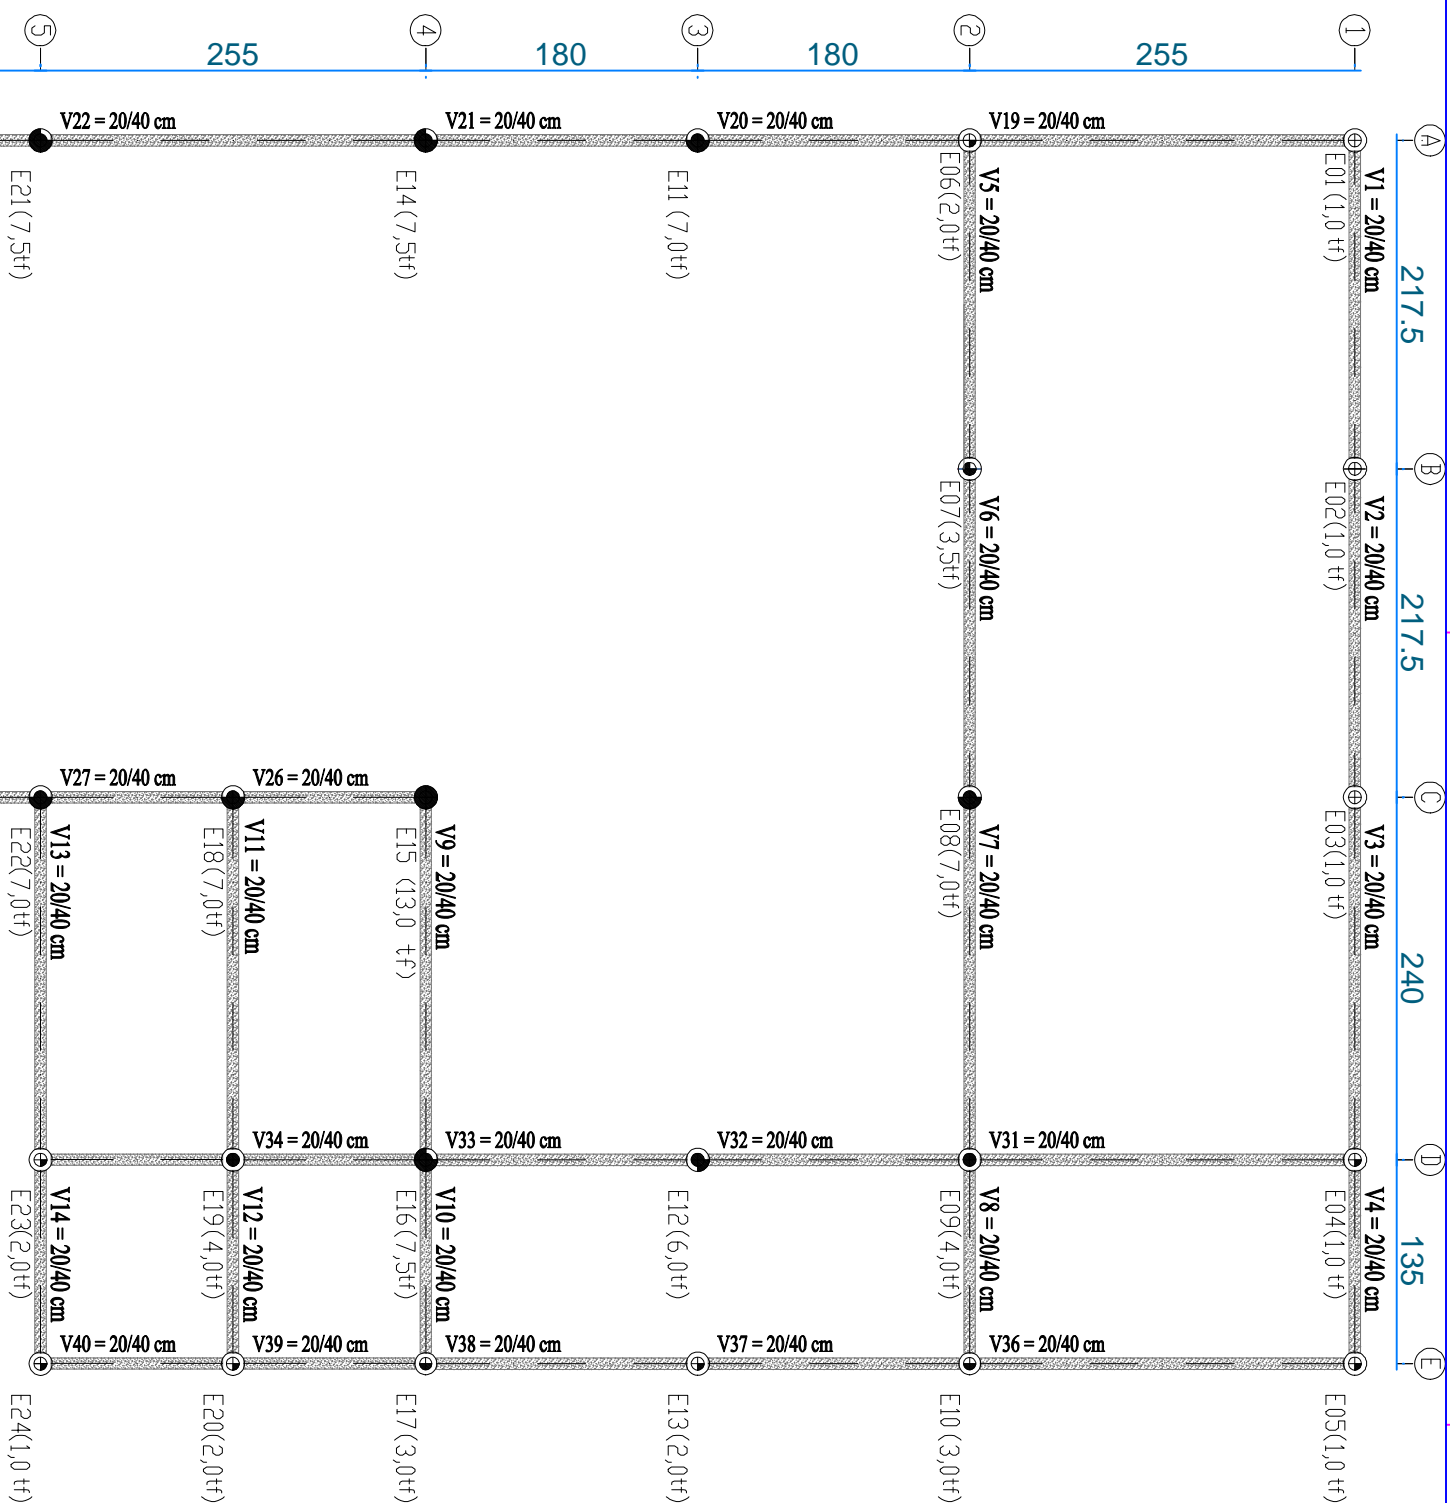 5
4
3
2
1
255
180
180
255
A
B
C
D
E
217.5
217.5
240
135
V22 = 20/40 cm
V21 = 20/40 cm
V20 = 20/40 cm
V19 = 20/40 cm
V1 = 20/40 cm
E01(1,0 tf)
V2 = 20/40 cm
E02(1,0 tf)
V3 = 20/40 cm
E03(1,0 tf)
V4 = 20/40 cm
E04(1,0 tf)
E05(1,0 tf)
V5 = 20/40 cm
E06(2,0tf)
V6 = 20/40 cm
E07(3,5tf)
V7 = 20/40 cm
E08(7,0tf)
V8 = 20/40 cm
E09(4,0tf)
E10(3,0tf)
E11 (7,0tf)
E12(6,0tf)
E13(2,0tf)
E14(7,5tf)
V9 = 20/40 cm
E15 (13,0 tf)
V10 = 20/40 cm
E16(7,5tf)
E17(3,0tf)
V11 = 20/40 cm
E18(7,0tf)
V12 = 20/40 cm
E19(4,0tf)
E20(2,0tf)
E21(7,5tf)
V13 = 20/40 cm
E22(7,0tf)
V14 = 20/40 cm
E23(2,0tf)
E24(1,0 tf)
V27 = 20/40 cm
V26 = 20/40 cm
V34 = 20/40 cm
V33 = 20/40 cm
V32 = 20/40 cm
V31 = 20/40 cm
V40 = 20/40 cm
V39 = 20/40 cm
V38 = 20/40 cm
V37 = 20/40 cm
V36 = 20/40 cm